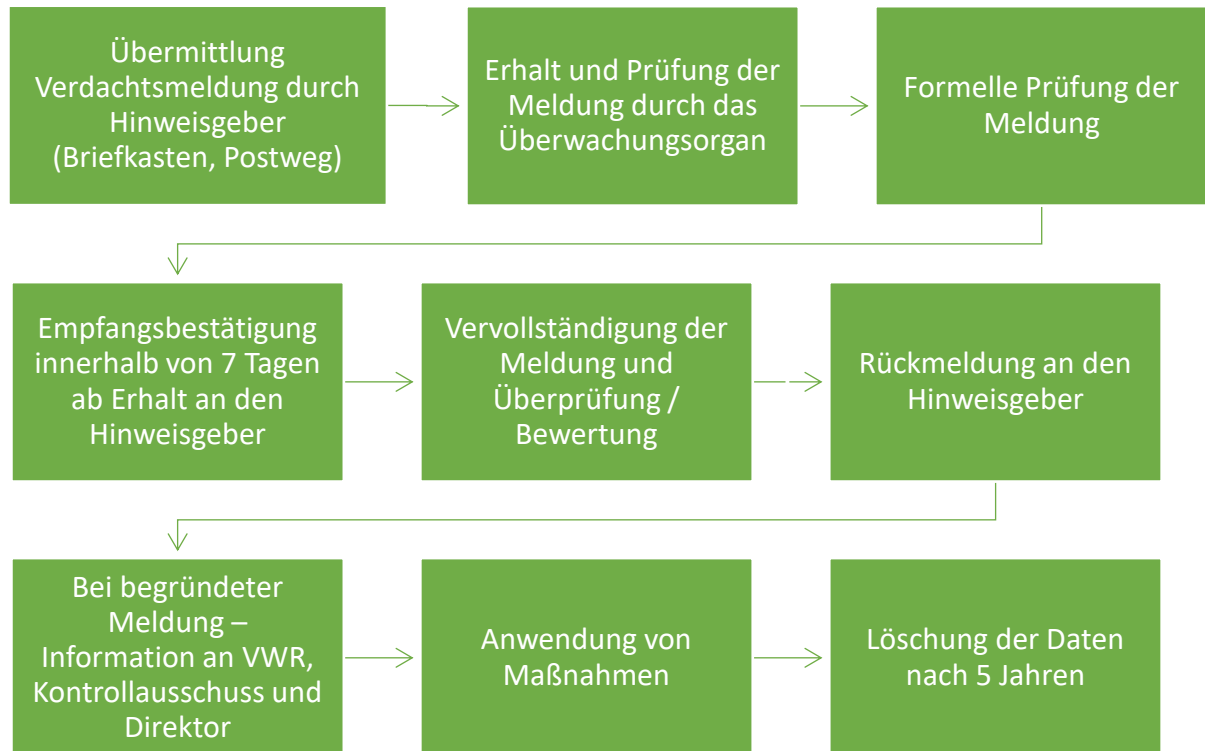 Übermittlung
Verdachtsmeldung durch
Hinweisgeber
(Briefkasten, Postweg)
Erhalt und Prüfung der
Meldung durch das
Überwachungsorgan
Formelle Prüfung der
Meldung
Empfangsbestätigung
innerhalb von 7 Tagen
ab Erhalt an den
Hinweisgeber
Vervollständigung der
Meldung und
Überprüfung /
Bewertung
Rückmeldung an den
Hinweisgeber
Bei begründeter
Meldung –
Information an VWR,
Kontrollausschuss und
Direktor
Anwendung von
Maßnahmen
Löschung der Daten
nach 5 Jahren